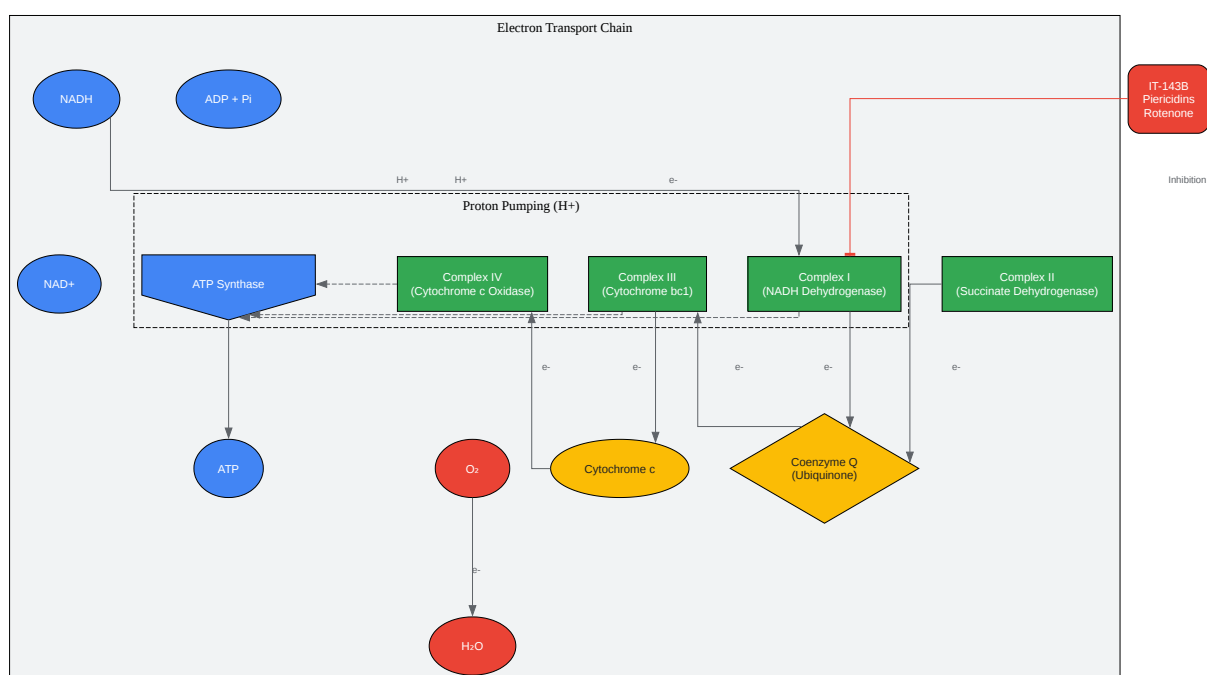 Electron Transport Chain
NADH
ADP + Pi
IT-143B
Piericidins
Rotenone
H+
H+
e-
Inhibition
Proton Pumping (H+)
NAD+
ATP Synthase
Complex IV
(Cytochrome c Oxidase)
Complex III
(Cytochrome bc1)
Complex I
(NADH Dehydrogenase)
Complex II
(Succinate Dehydrogenase)
e-
e-
e-
e-
e-
ATP
O₂
Cytochrome c
Coenzyme Q
(Ubiquinone)
e-
H₂O